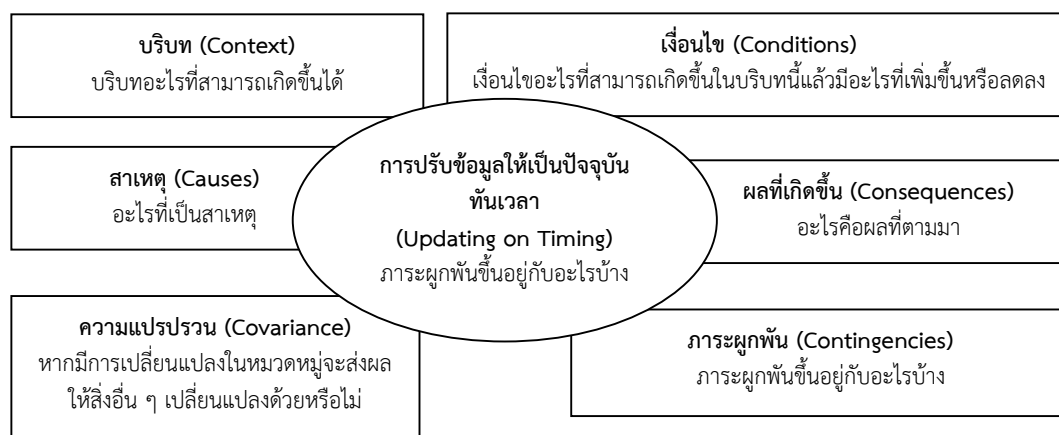 บริบท (Context)
บริบทอะไรที่สามารถเกิดขึ้นได้
เงื่อนไข (Conditions)
เงื่อนไขอะไรที่สามารถเกิดขึ้นในบริบทนี้แล้วมีอะไรที่เพิ่มขึ้นหรือลดลง
สาเหตุ (Causes)
อะไรที่เป็นสาเหตุ
การปรับข้อมูลให้เป็นปัจจุบัน
ทันเวลา
(Updating on Timing)
ภาระผูกพันขึ้นอยู่กับอะไรบ้าง
ผลที่เกิดขึ้น (Consequences)
อะไรคือผลที่ตามมา
ความแปรปรวน (Covariance)
หากมีการเปลี่ยนแปลงในหมวดหมู่จะส่งผล
ให้สิ่งอื่น ๆ เปลี่ยนแปลงด้วยหรือไม่
ภาระผูกพัน (Contingencies)
ภาระผูกพันขึ้นอยู่กับอะไรบ้าง